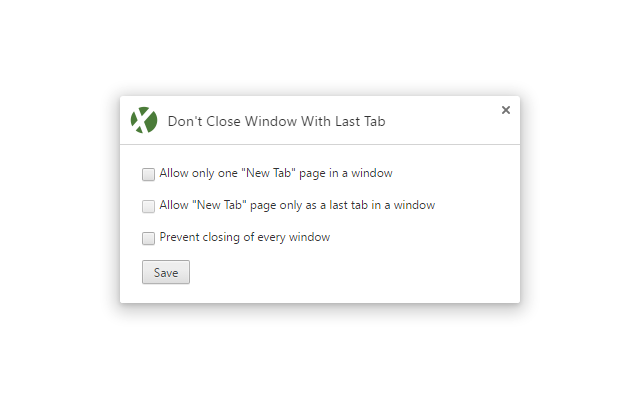 Don't Close Window With Last Tab
Allow only one "New Tab" page in a window
Allow "New Tab" page only as a last tab in a window
Prevent closing of every window
Save